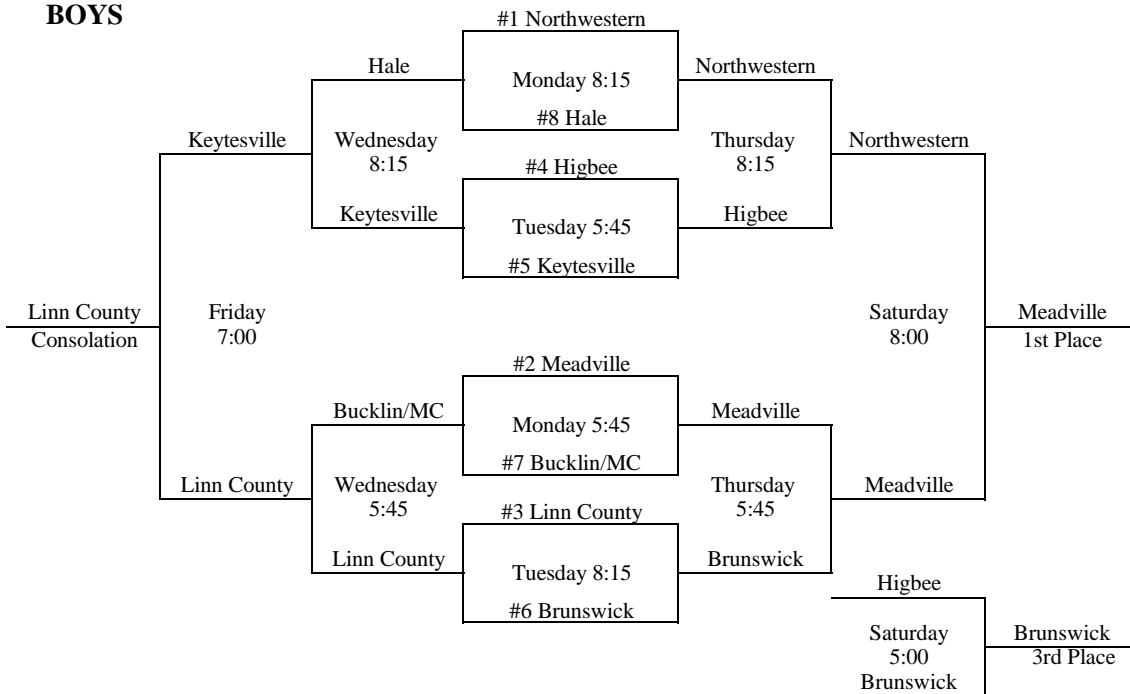 BOYS
#1 Northwestern
Hale
Monday 8:15
Northwestern
#8 Hale
Keytesville
Wednesday
8:15
Thursday
8:15
Northwestern
#4 Higbee
Keytesville
Tuesday 5:45
Higbee
#5 Keytesville
Linn County
Consolation
Friday
7:00
Saturday
8:00
Meadville
1st Place
#2 Meadville
Bucklin/MC
Monday 5:45
Meadville
#7 Bucklin/MC
Linn County
Wednesday
5:45
Thursday
5:45
Meadville
#3 Linn County
Linn County
Tuesday 8:15
Brunswick
#6 Brunswick
Higbee
Saturday
5:00
Brunswick
Brunswick
3rd Place